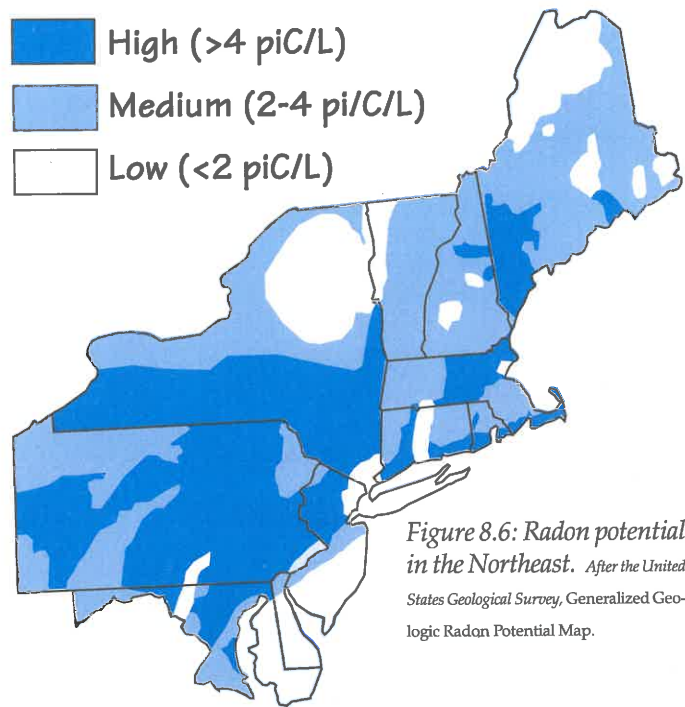 High (>4 piC/L)
Medium (2-4 pi/C/L)
Low (<2 piC/L)
Figure 8.6: Radon potential
in the Northeast. After the United
States Geological Survey, Generalized Geo-
logic Radon Potential Map.